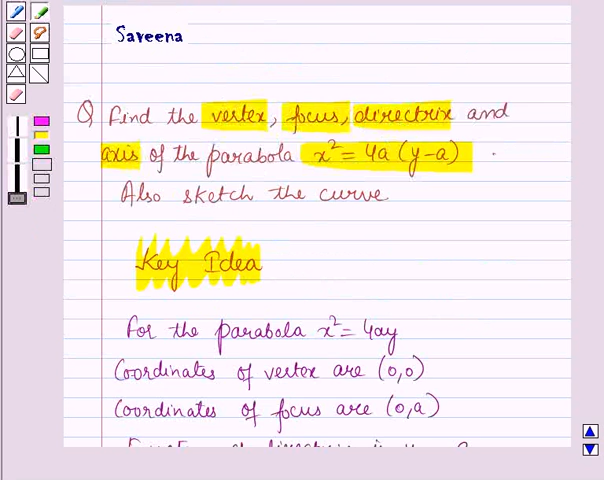 Saveena
Q Find the vertex, focus, directrix and
axis of the parabola x² = 4a (y-a) .
Also sketch the curve
Key Idea
For the parabola x² = 4ay
Coordinates of vertex are (0,0)
Coordinates of focus are (0,a)